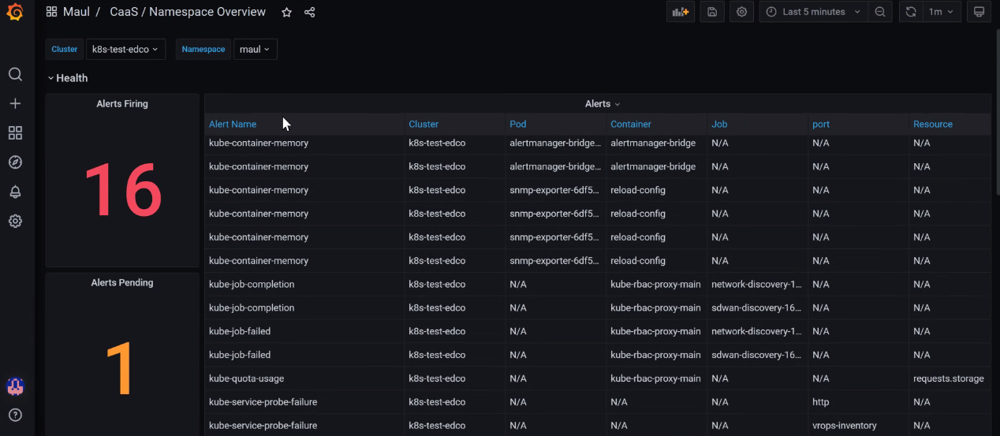 Maul / CaaS / Namespace Overview Last 5 minutes 1m
Cluster k8s-test-edco Namespace maul
Health
Alerts Firing
16
Alerts Pending
1
Alerts
Alert Name Cluster Pod Container Job port Resource
kube-container-memory k8s-test-edco alertmanager-bridge... alertmanager-bridge N/A N/A N/A
kube-container-memory k8s-test-edco alertmanager-bridge... alertmanager-bridge N/A N/A N/A
kube-container-memory k8s-test-edco snmp-exporter-6df5... reload-config N/A N/A N/A
kube-container-memory k8s-test-edco snmp-exporter-6df5... reload-config N/A N/A N/A
kube-container-memory k8s-test-edco snmp-exporter-6df5... reload-config N/A N/A N/A
kube-container-memory k8s-test-edco snmp-exporter-6df5... reload-config N/A N/A N/A
kube-job-completion k8s-test-edco N/A kube-rbac-proxy-main network-discovery-1... N/A N/A
kube-job-completion k8s-test-edco N/A kube-rbac-proxy-main sdwan-discovery-16... N/A N/A
kube-job-failed k8s-test-edco N/A kube-rbac-proxy-main network-discovery-1... N/A N/A
kube-job-failed k8s-test-edco N/A kube-rbac-proxy-main sdwan-discovery-16... N/A N/A
kube-quota-usage k8s-test-edco N/A kube-rbac-proxy-main N/A N/A requests.storage
kube-service-probe-failure k8s-test-edco N/A N/A N/A http N/A
kube-service-probe-failure k8s-test-edco N/A N/A N/A vrops-inventory N/A